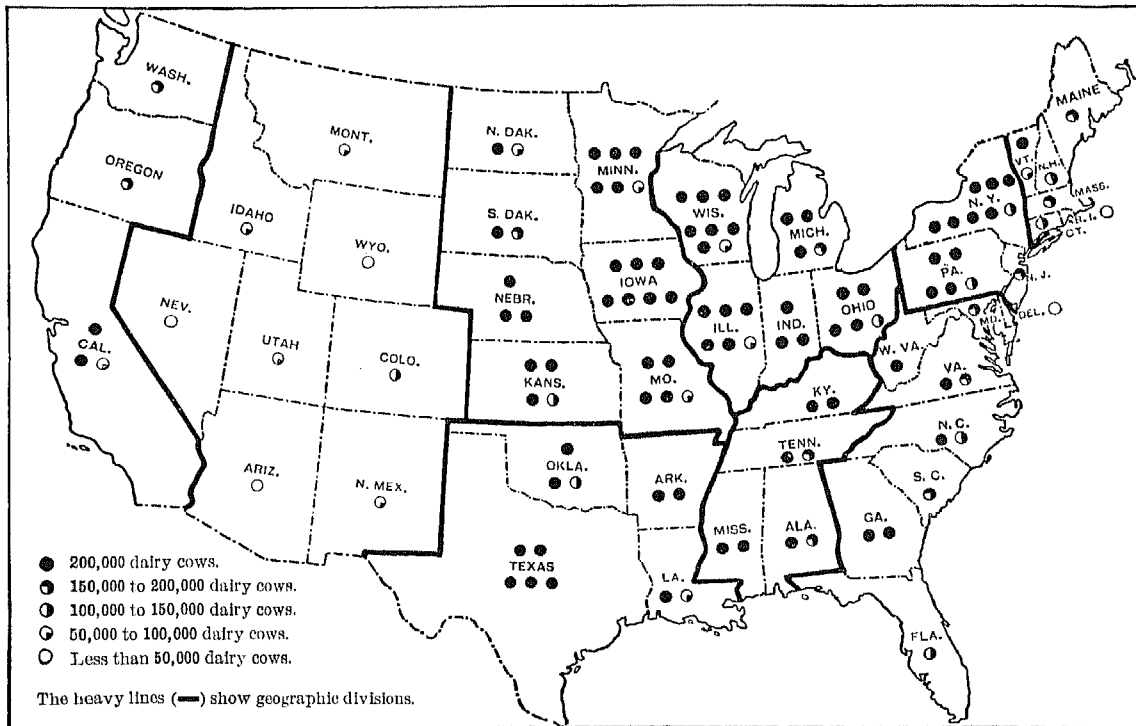 WASH.
MONT.
N. DAK.
MINN.
MAINE
OREGON
IDAHO
WYO.
S. DAK.
WIS.
MICH.
VT.
N.H.
N.Y.
MASS.
R. I.
CT.
NEV.
UTAH
COLO.
NEBR.
IOWA
ILL.
IND.
OHIO
PA.
N. J.
MD.
DEL.
CAL.
KANS.
MO.
KY.
W. VA.
VA.
ARIZ.
N. MEX.
OKLA.
ARK.
TENN.
N. C.
S. C.
TEXAS
LA.
MISS.
ALA.
GA.
FLA.
200,000 dairy cows.
150,000 to 200,000 dairy cows.
100,000 to 150,000 dairy cows.
50,000 to 100,000 dairy cows.
Less than 50,000 dairy cows.
The heavy lines (━) show geographic divisions.